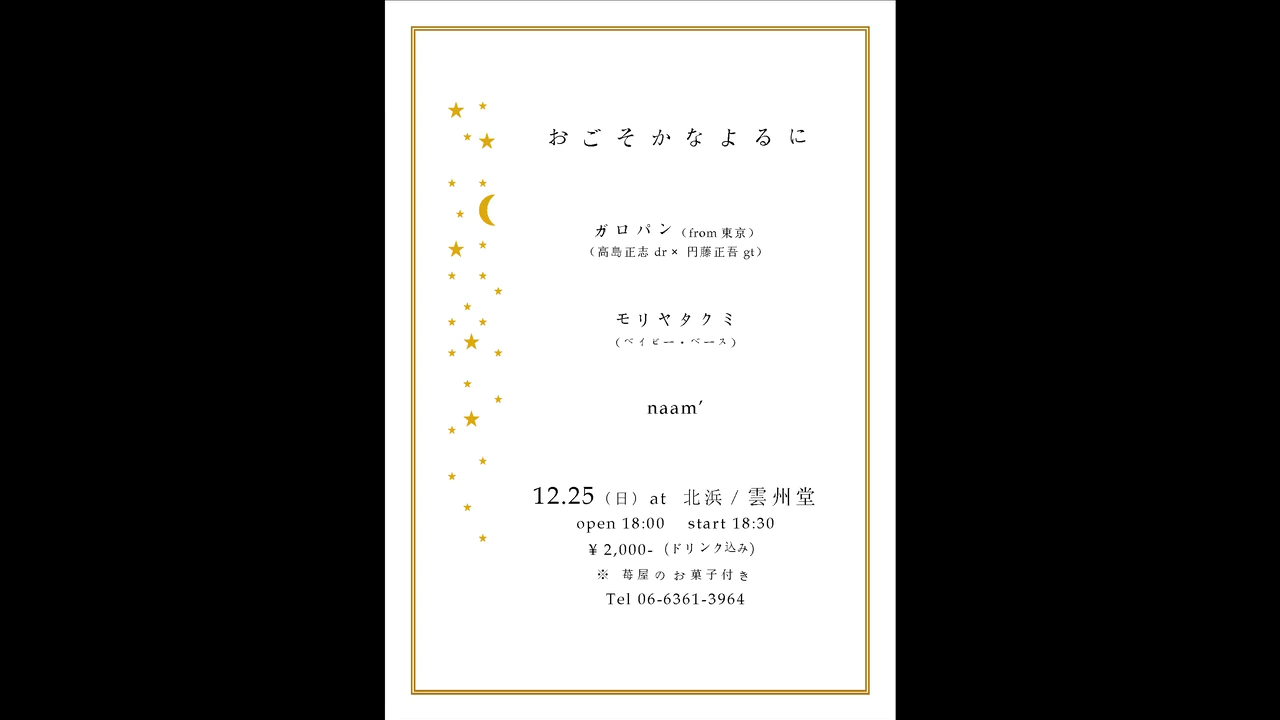 おごそかなよるに
ガロパン（from 東京）
（高島正志 dr × 円藤正吾 gt）
モリヤタクミ
（ベイビー・ベース）
naam′
12.25（日）at 北浜 / 雲州堂
open 18:00 start 18:30
¥ 2,000-（ドリンク込み）
※ 苺屋のお菓子付き
Tel 06-6361-3964